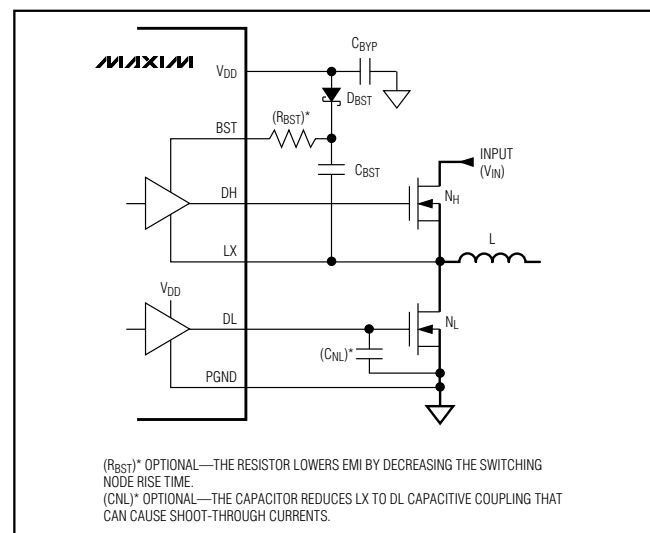 MAXIM
VDD
CBYP
DBST
BST
(RBST)*
CBST
INPUT
(VIN)
DH
NH
LX
L
VDD
DL
NL
(CNL)*
PGND
(RBST)* OPTIONAL—THE RESISTOR LOWERS EMI BY DECREASING THE SWITCHING
NODE RISE TIME.
(CNL)* OPTIONAL—THE CAPACITOR REDUCES LX TO DL CAPACITIVE COUPLING THAT
CAN CAUSE SHOOT-THROUGH CURRENTS.